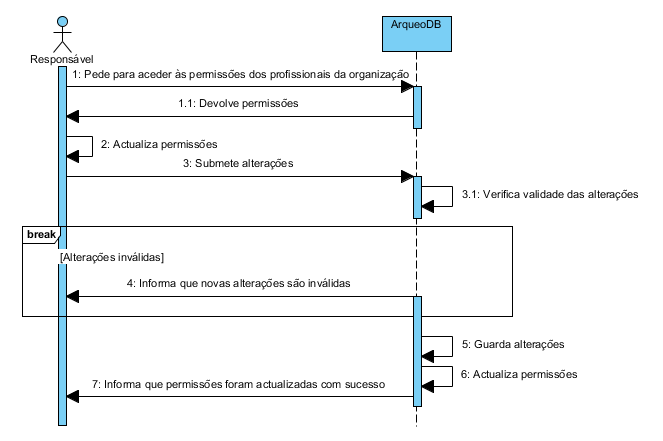 ArqueoDB
Responsável
1: Pede para aceder às permissões dos profissionais da organização
1.1: Devolve permissões
2: Actualiza permissões
3: Submete alterações
3.1: Verifica validade das alterações
break
[Alterações inválidas]
4: Informa que novas alterações são inválidas
5: Guarda alterações
6: Actualiza permissões
7: Informa que permissões foram actualizadas com sucesso